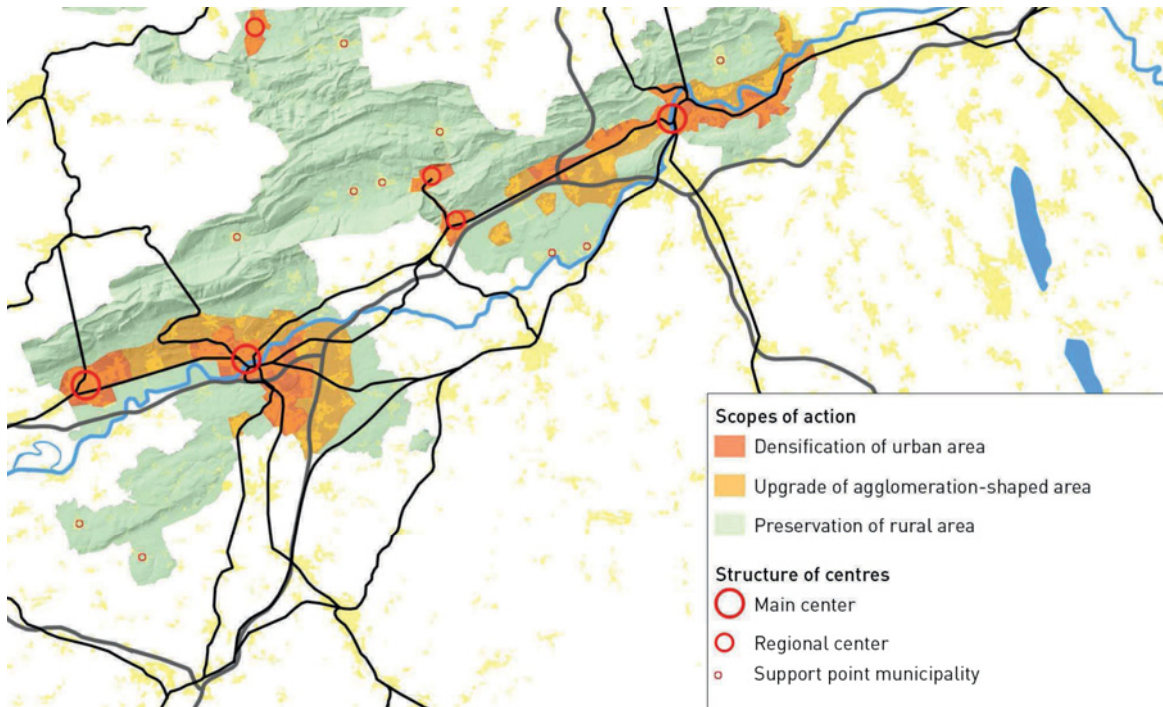 Scopes of action
Densification of urban area
Upgrade of agglomeration-shaped area
Preservation of rural area
Structure of centres
Main center
Regional center
Support point municipality